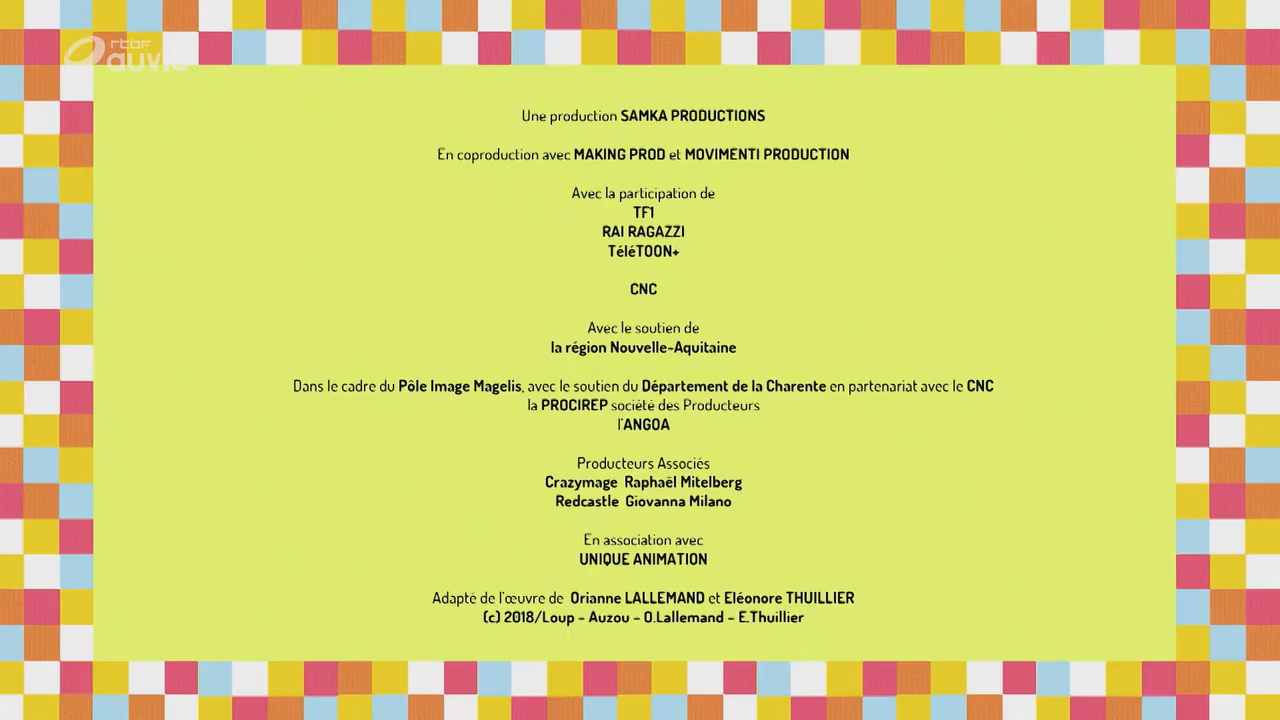 rtbf
auvio
Une production SAMKA PRODUCTIONS
En coproduction avec MAKING PROD et MOVIMENTI PRODUCTION
Avec la participation de
TF1
RAI RAGAZZI
TéléTOON+
CNC
Avec le soutien de
la région Nouvelle-Aquitaine
Dans le cadre du Pôle Image Magelis, avec le soutien du Département de la Charente en partenariat avec le CNC
la PROCIREP société des Producteurs
l'ANGOA
Producteurs Associés
Crazymage Raphaël Mitelberg
Redcastle Giovanna Milano
En association avec
UNIQUE ANIMATION
Adapté de l'œuvre de Orianne LALLEMAND et Eléonore THUILLIER
(c) 2018/Loup - Auzou - O.Lallemand - E.Thuillier